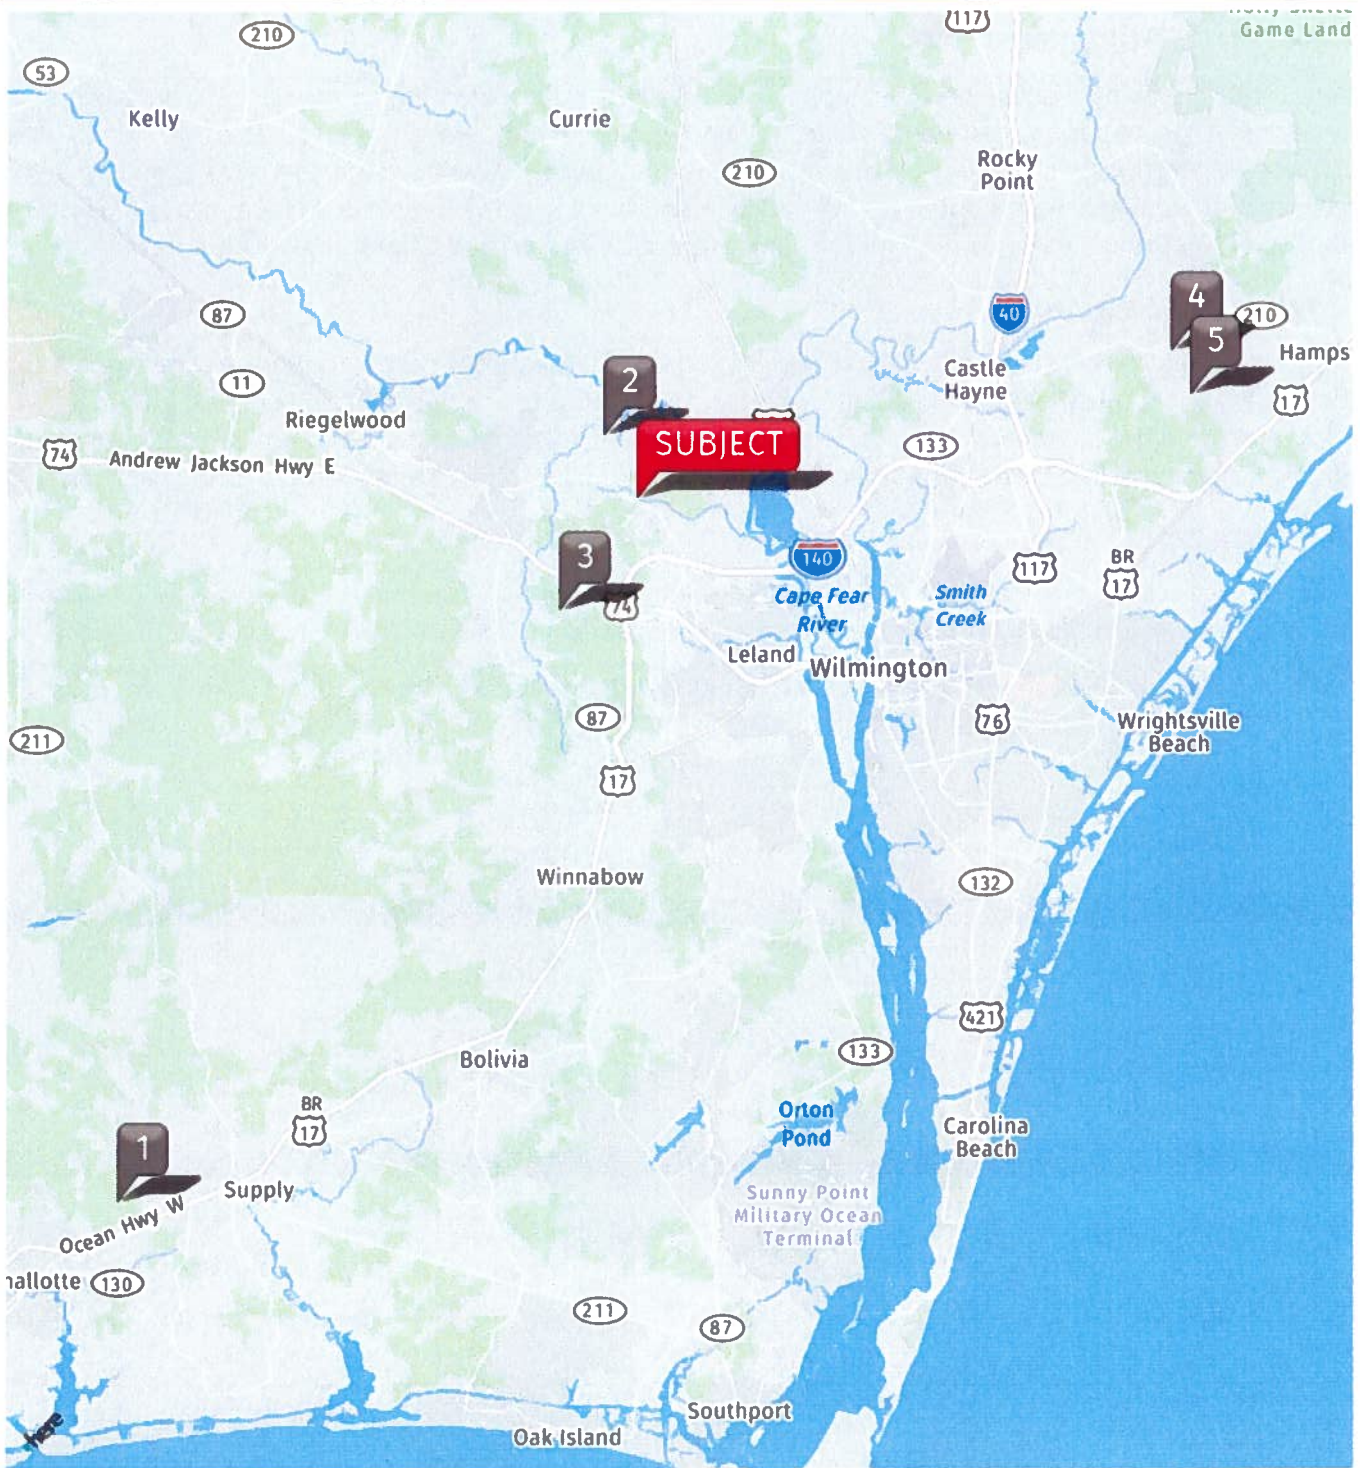 117
Game Land
210
53
Kelly
Currie
210
Rocky
Point
87
40
4
210
5
Hamps
Castle
Hayne
17
11
2
Riegelwood
SUBJECT
133
74
Andrew Jackson Hwy E
3
140
117
BR
17
74
Cape Fear
River
Smith
Creek
Leland
Wilmington
87
76
Wrightsville
Beach
211
17
Winnabow
132
421
Bolivia
133
BR
17
Orton
Pond
Carolina
Beach
1
Supply
Ocean Hwy W
Sunny Point
Military Ocean
Terminal
hallotte
130
211
87
Southport
Oak Island
here